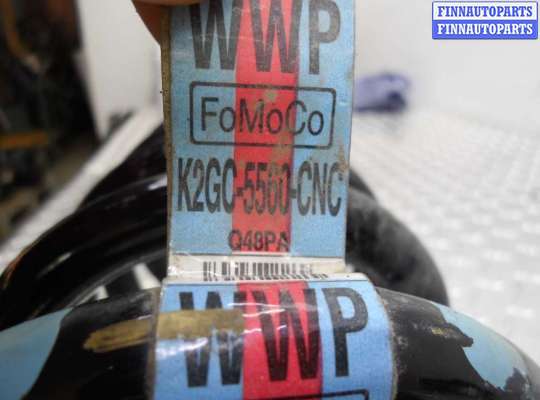 FINNAUTOPARTS
FINNAUTOPARTS
WWP
FoMoCo
K2GC-5560-CNC
Q48PA
WWP